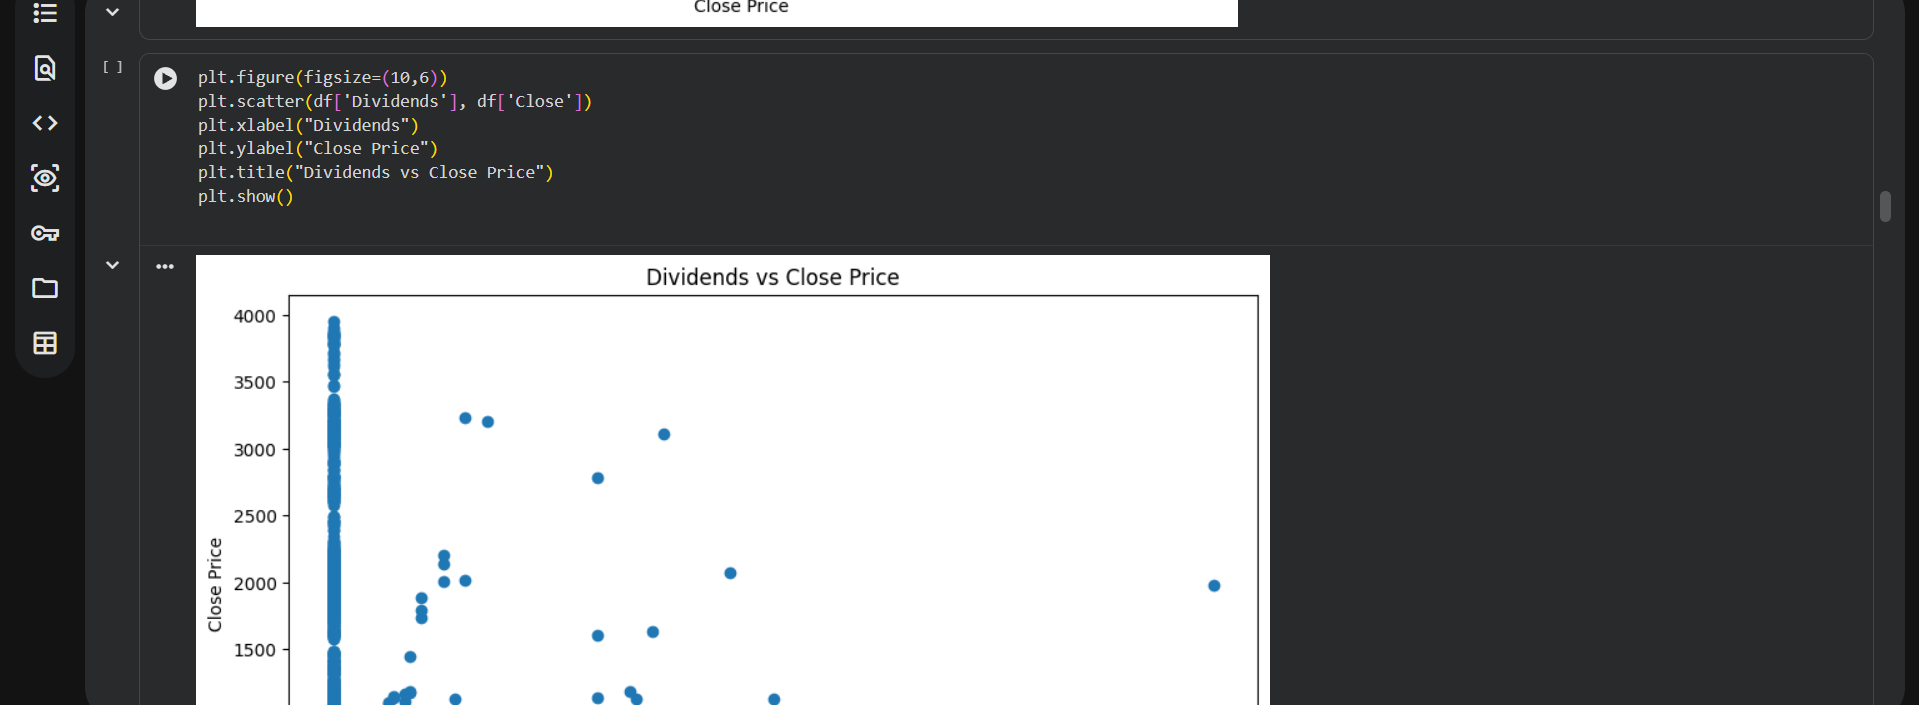 Close Price
[ ]
plt.figure(figsize=(10,6))
plt.scatter(df['Dividends'], df['Close'])
plt.xlabel("Dividends")
plt.ylabel("Close Price")
plt.title("Dividends vs Close Price")
plt.show()
Dividends vs Close Price
4000
3500
3000
2500
2000
1500
Close Price